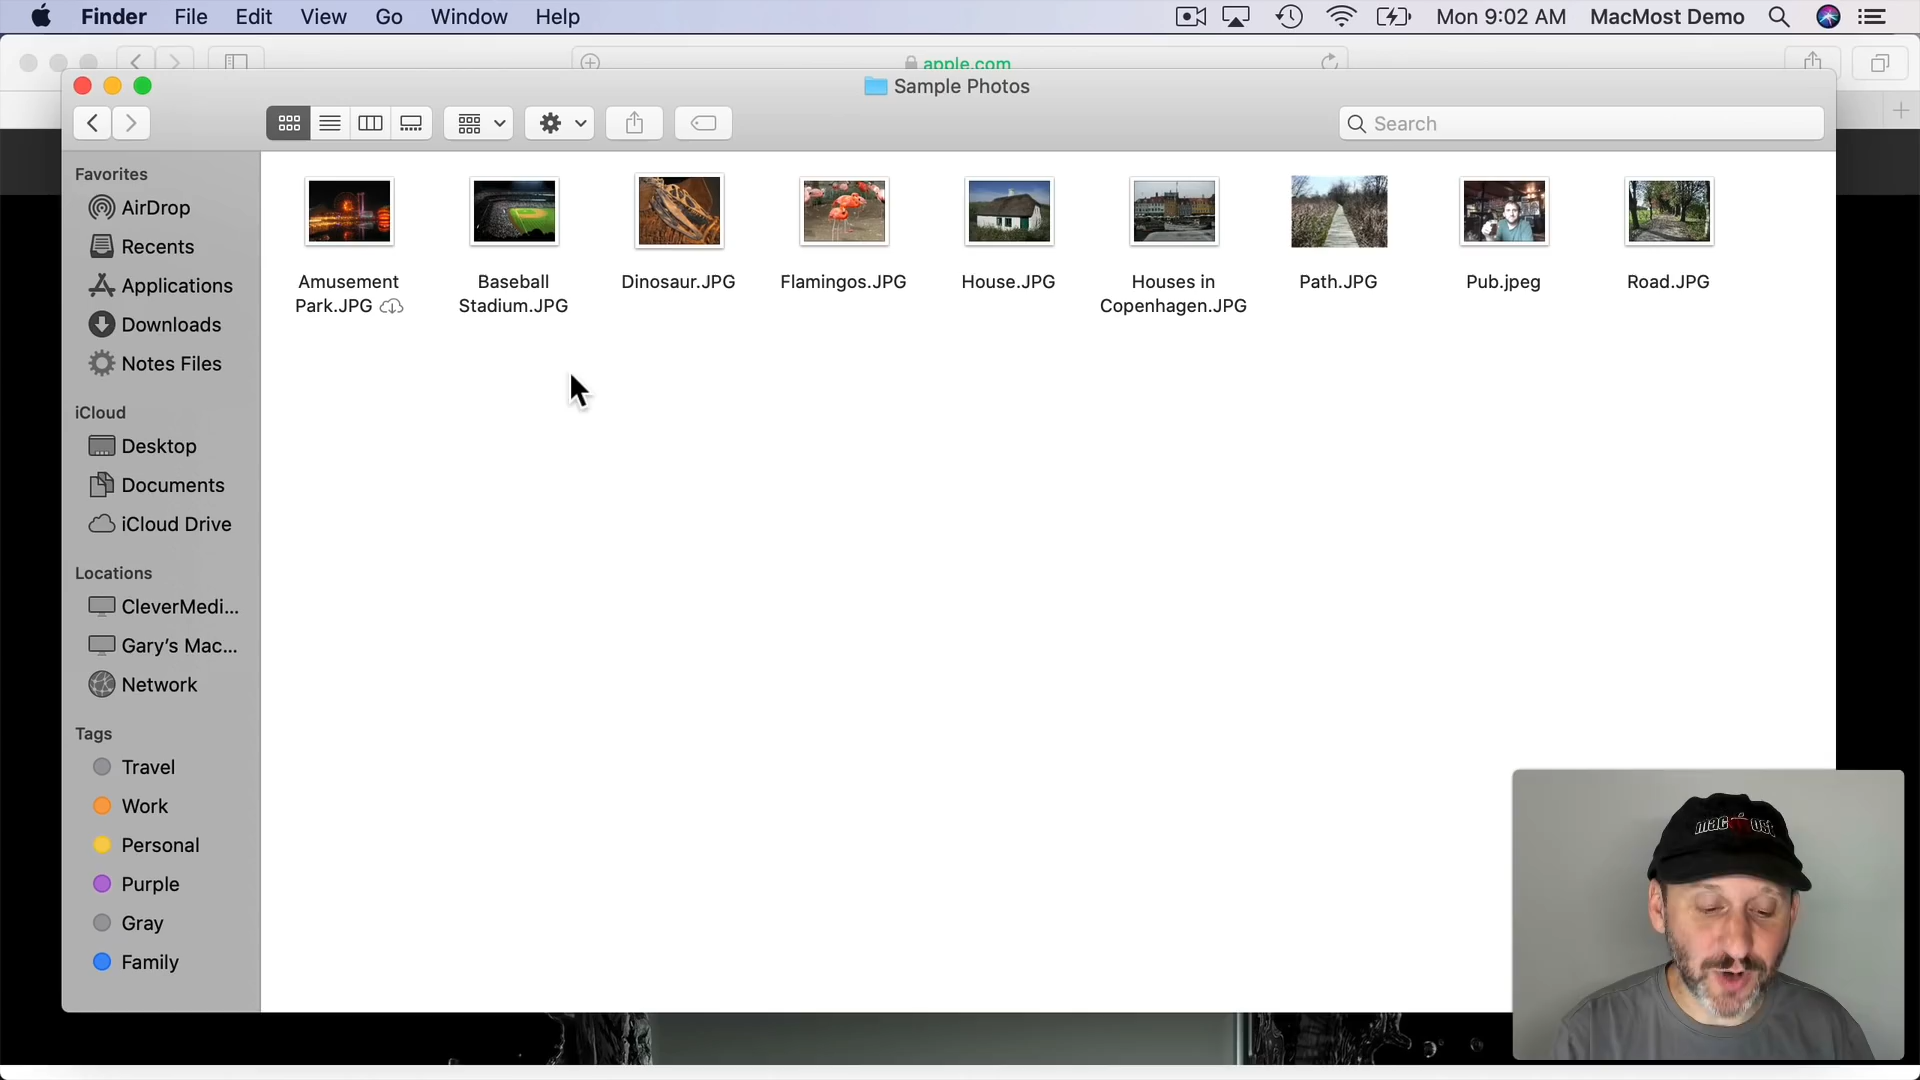 Finder File Edit View Go Window Help Mon 9:02 AM MacMost Demo
apple.com
Sample Photos
Search
Favorites
AirDrop
Recents
Applications
Downloads
Notes Files
iCloud
Desktop
Documents
iCloud Drive
Locations
CleverMedi...
Gary's Mac...
Network
Tags
Travel
Work
Personal
Purple
Gray
Family
Amusement
Park.JPG
Baseball
Stadium.JPG
Dinosaur.JPG
Flamingos.JPG
House.JPG
Houses in
Copenhagen.JPG
Path.JPG
Pub.jpeg
Road.JPG
macmost